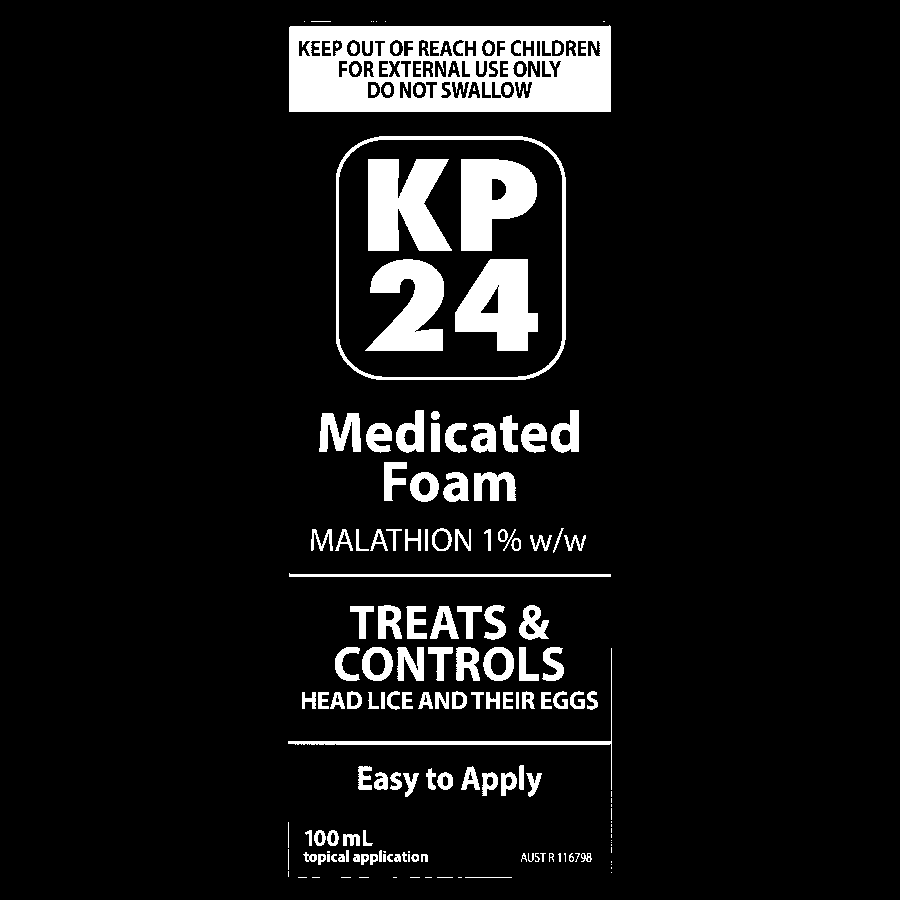 KEEP OUT OF REACH OF CHILDREN
FOR EXTERNAL USE ONLY
DO NOT SWALLOW
KP
24
Medicated
Foam
MALATHION 1% w/w
TREATS &
CONTROLS
HEAD LICE AND THEIR EGGS
Easy to Apply
100 mL
topical application
AUST R 116798